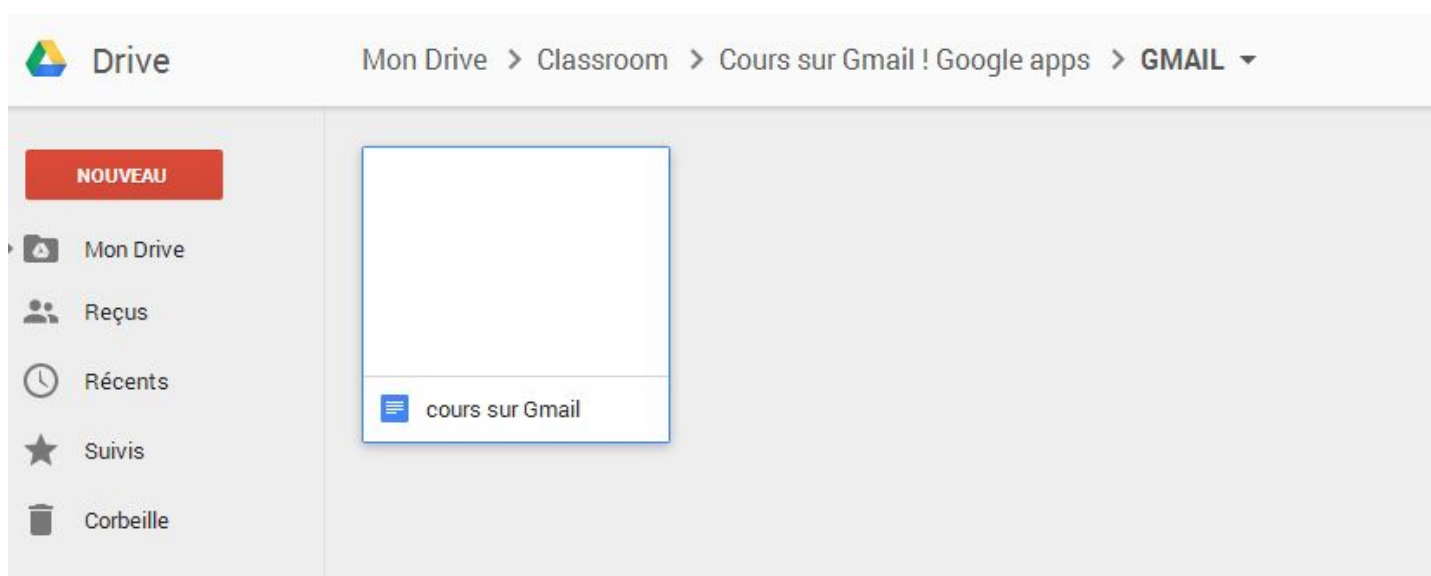 Drive
Mon Drive > Classroom > Cours sur Gmail ! Google apps > GMAIL
NOUVEAU
Mon Drive
Reçus
Récents
Suivis
Corbeille
cours sur Gmail